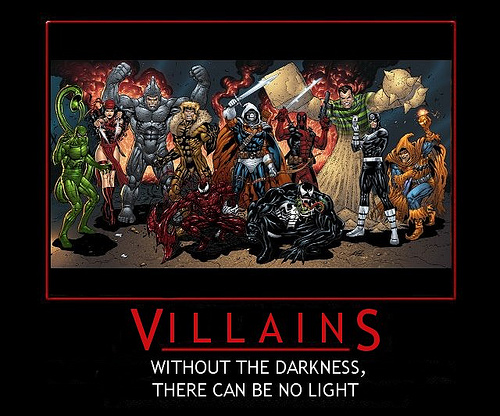 VILLAINS
WITHOUT THE DARKNESS,
THERE CAN BE NO LIGHT